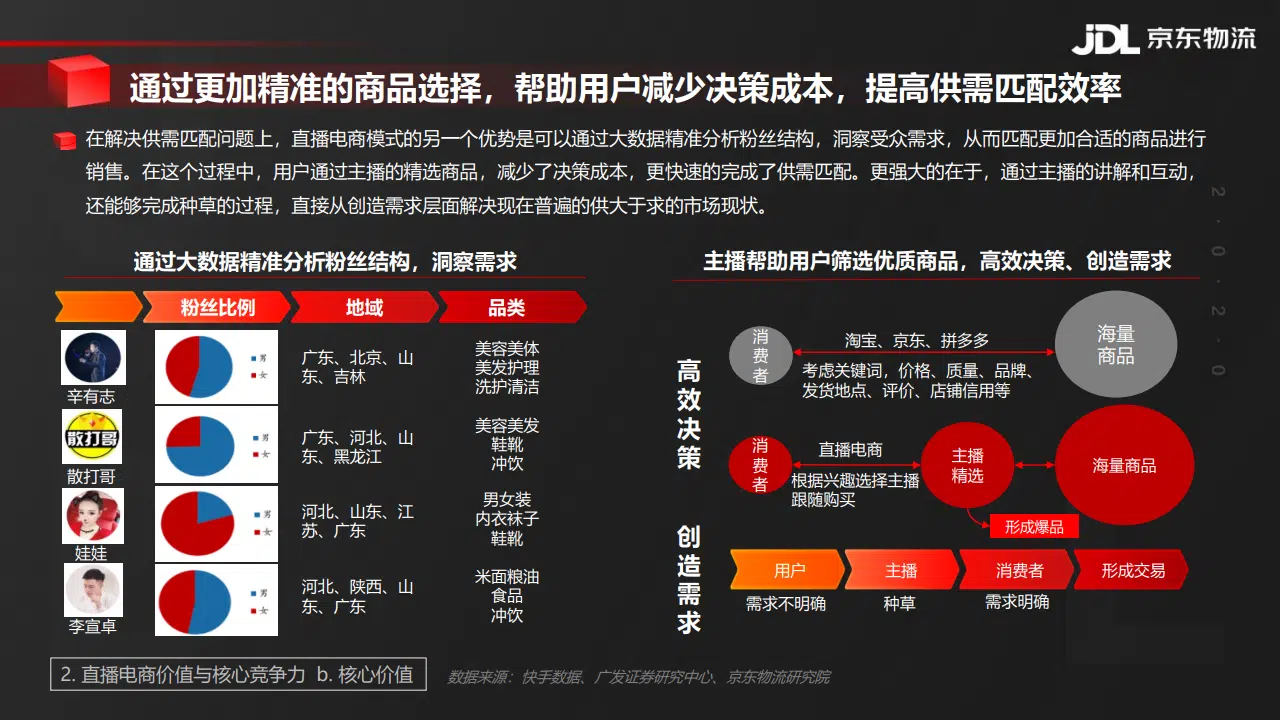 JDL 京东物流
通过更加精准的商品选择，帮助用户减少决策成本，提高供需匹配效率
在解决供需匹配问题上，直播电商模式的另一个优势是可以通过大数据精准分析粉丝结构，洞察受众需求，从而匹配更加合适的商品进行
销售。在这个过程中，用户通过主播的精选商品，减少了决策成本，更快速的完成了供需匹配。更强大的在于，通过主播的讲解和互动，
还能够完成种草的过程，直接从创造需求层面解决现在普遍的供大于求的市场现状。
2·0·2·0
通过大数据精准分析粉丝结构，洞察需求
粉丝比例
地域
品类
辛有志
男
女
广东、北京、山
东、吉林
美容美体
美发护理
洗护清洁
散打哥
散打哥
男
女
广东、河北、山
东、黑龙江
美容美发
鞋靴
冲饮
娃娃
男
女
河北、山东、江
苏、广东
男女装
内衣袜子
鞋靴
李宣卓
男
女
河北、陕西、山
东、广东
米面粮油
食品
冲饮
主播帮助用户筛选优质商品，高效决策、创造需求
高效决策
消费者
淘宝、京东、拼多多
考虑关键词，价格、质量、品牌、
发货地点、评价、店铺信用等
海量
商品
消费者
直播电商
根据兴趣选择主播
跟随购买
主播
精选
海量商品
形成爆品
创造需求
用户
主播
消费者
形成交易
需求不明确
种草
需求明确
2. 直播电商价值与核心竞争力 b. 核心价值
数据来源：快手数据、广发证券研究中心、京东物流研究院